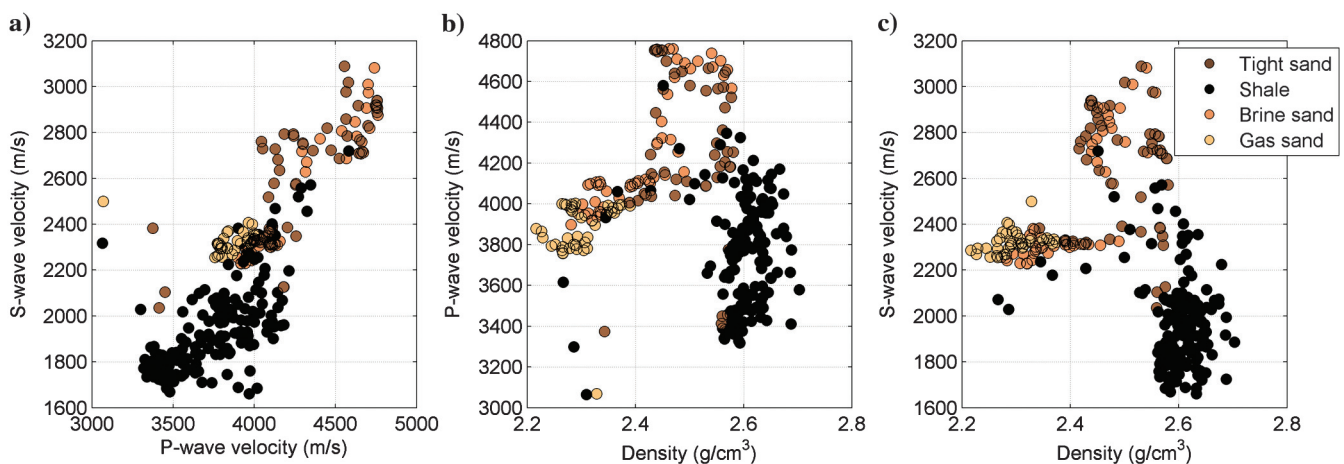 a)
3200
3000
2800
2600
2400
2200
2000
1800
1600
S-wave velocity (m/s)
3000 3500 4000 4500 5000
P-wave velocity (m/s)
b)
4800
4600
4400
4200
4000
3800
3600
3400
3200
3000
P-wave velocity (m/s)
2.2 2.4 2.6 2.8
Density (g/cm³)
c)
3200
3000
2800
2600
2400
2200
2000
1800
1600
S-wave velocity (m/s)
2.2 2.4 2.6 2.8
Density (g/cm³)
Tight sand
Shale
Brine sand
Gas sand